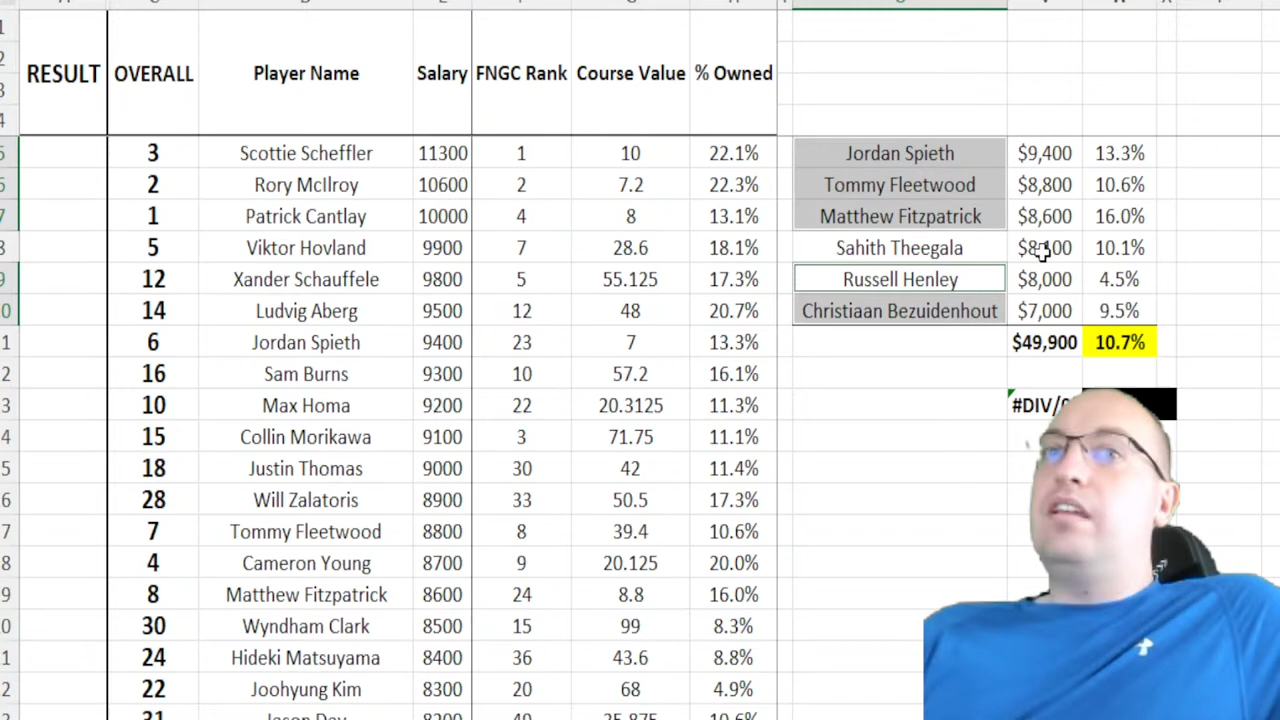 RESULT OVERALL Player Name Salary FNGC Rank Course Value % Owned
3 Scottie Scheffler 11300 1 10 22.1% Jordan Spieth $9,400 13.3%
2 Rory McIlroy 10600 2 7.2 22.3% Tommy Fleetwood $8,800 10.6%
1 Patrick Cantlay 10000 4 8 13.1% Matthew Fitzpatrick $8,600 16.0%
5 Viktor Hovland 9900 7 28.6 18.1% Sahith Theegala 10.1%
12 Xander Schauffele 9800 5 55.125 17.3% Russell Henley $8,000 4.5%
14 Ludvig Aberg 9500 12 48 20.7% Christiaan Bezuidenhout $7,000 9.5%
6 Jordan Spieth 9400 23 7 13.3% $49,900 10.7%
16 Sam Burns 9300 10 57.2 16.1%
10 Max Homa 9200 22 20.3125 11.3% #DIV/
15 Collin Morikawa 9100 3 71.75 11.1%
18 Justin Thomas 9000 30 42 11.4%
28 Will Zalatoris 8900 33 50.5 17.3%
7 Tommy Fleetwood 8800 8 39.4 10.6%
4 Cameron Young 8700 9 20.125 20.0%
8 Matthew Fitzpatrick 8600 24 8.8 16.0%
30 Wyndham Clark 8500 15 99 8.3%
24 Hideki Matsuyama 8400 36 43.6 8.8%
22 Joohyung Kim 8300 20 68 4.9%